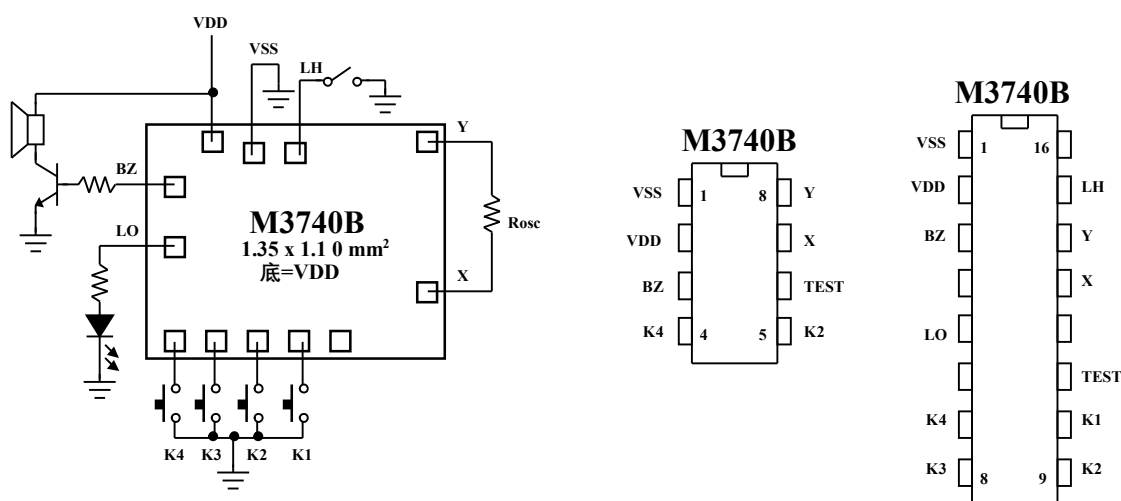 VDD
VSS
LH
Y
BZ
M3740B
1.35 x 1.1 0 mm²
底=VDD
Rosc
LO
X
K4 K3 K2 K1
M3740B
VSS 1 8 Y
VDD X
BZ TEST
K4 4 5 K2
M3740B
VSS 1 16
VDD LH
BZ Y
X
LO
TEST
K4 K1
K3 8 9 K2